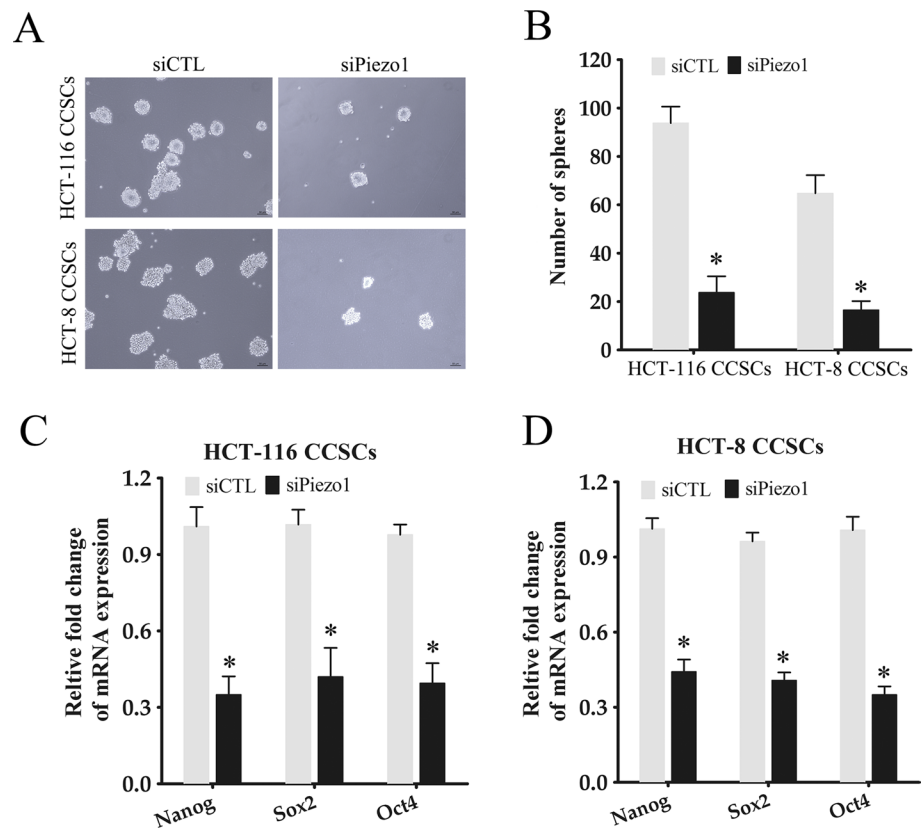 A
siCTL
siPiezo1
HCT-116 CCSCs
HCT-8 CCSCs
B
siCTL siPiezo1
Number of spheres
120
100
80
60
40
20
0
HCT-116 CCSCs
HCT-8 CCSCs
C
HCT-116 CCSCs
siCTL siPiezo1
Reltive fold change
of mRNA expression
1.2
0.9
0.6
0.3
0.0
*
*
*
Nanog
Sox2
Oct4
D
HCT-8 CCSCs
siCTL siPiezo1
Reltive fold change
of mRNA expression
1.2
0.9
0.6
0.3
0.0
*
*
*
Nanog
Sox2
Oct4